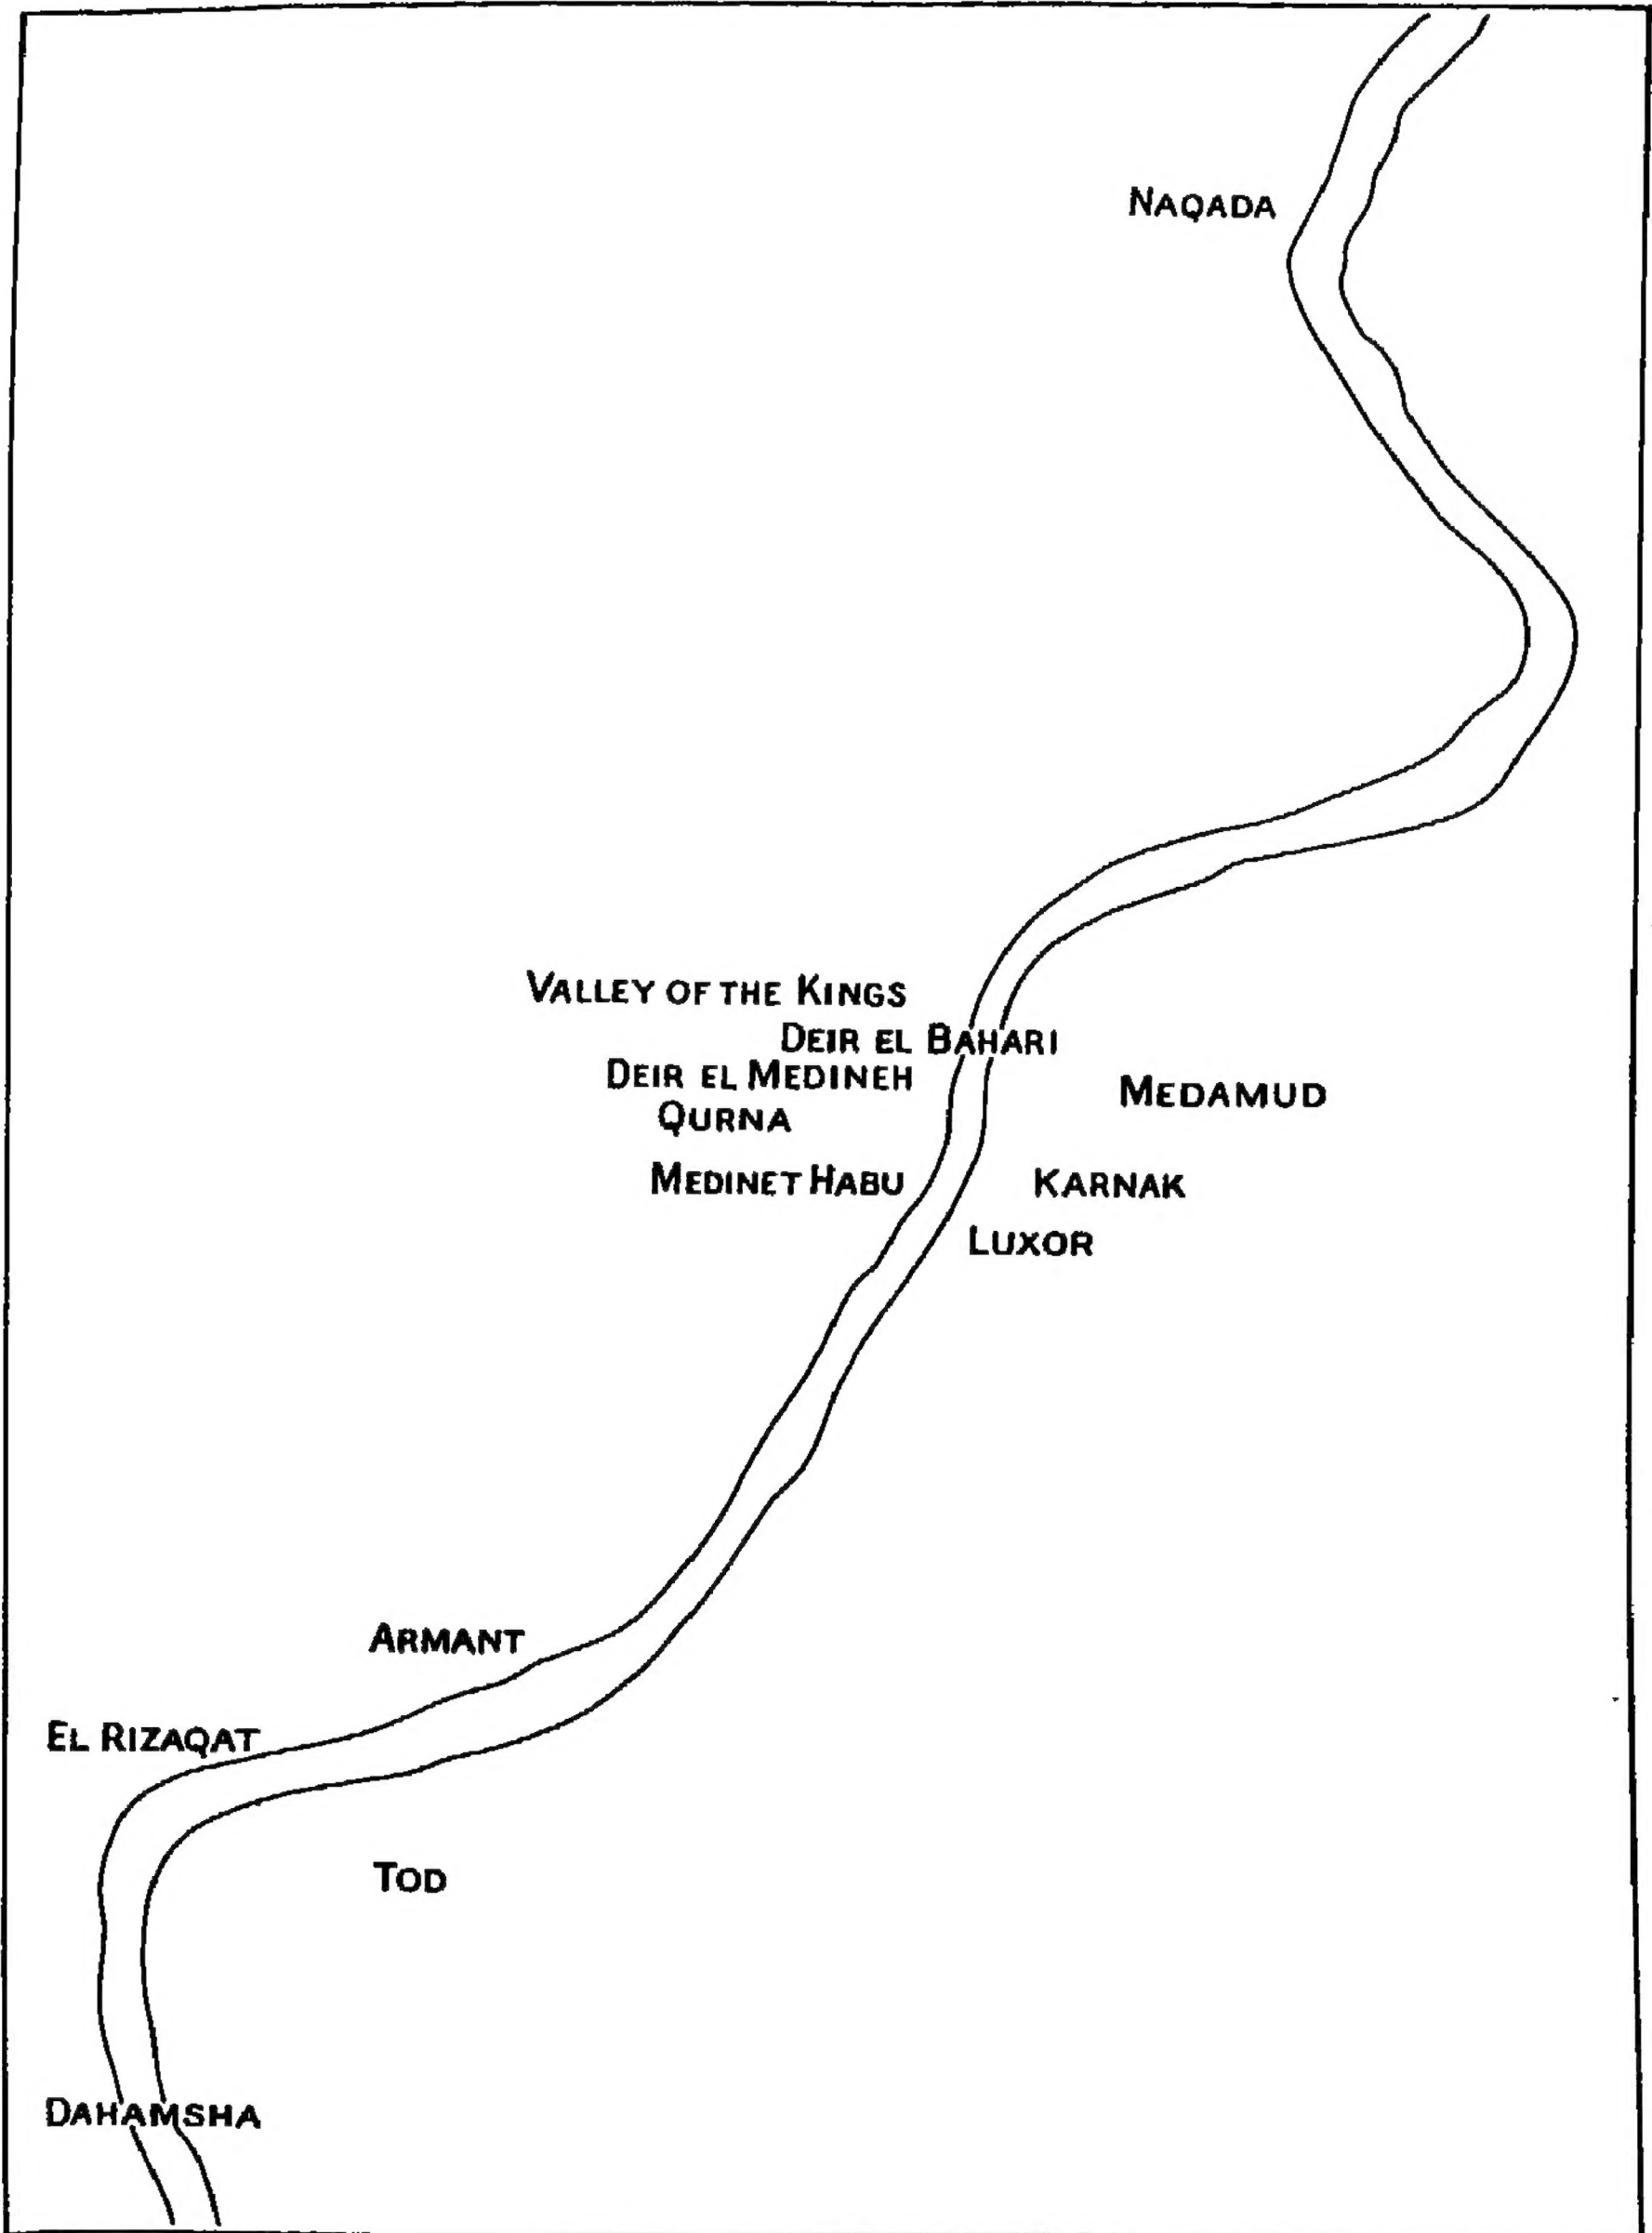 NAQADA
VALLEY OF THE KINGS
DEIR EL BAHARI
DEIR EL MEDINEH
MEDAMUD
QURNA
MEDINET HABU
KARNAK
LUXOR
ARMANT
EL RIZAQAT
TOD
DAHAMSHA